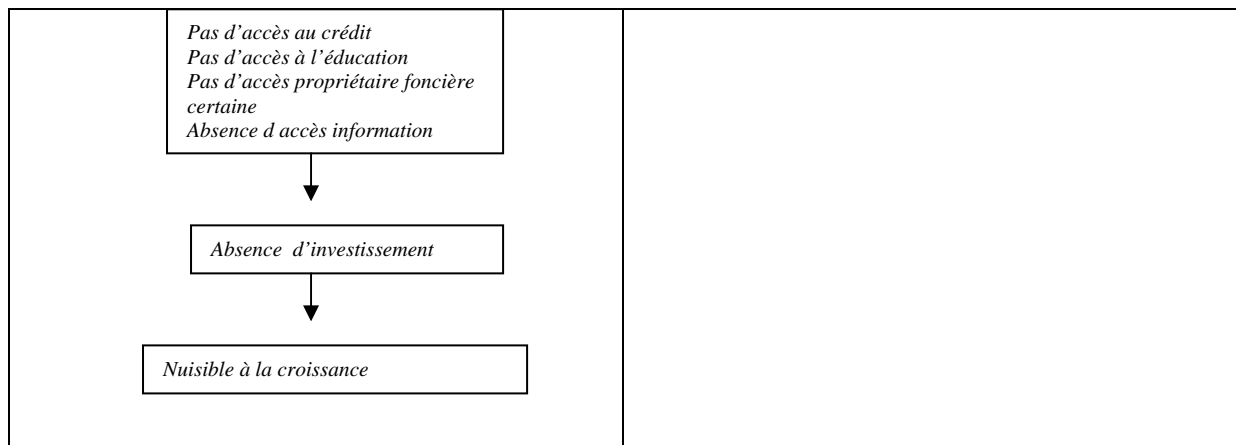 Pas d'accès au crédit
Pas d'accès à l'éducation
Pas d'accès propriétaire foncière
certaine
Absence d accès information
Absence d'investissement
Nuisible à la croissance